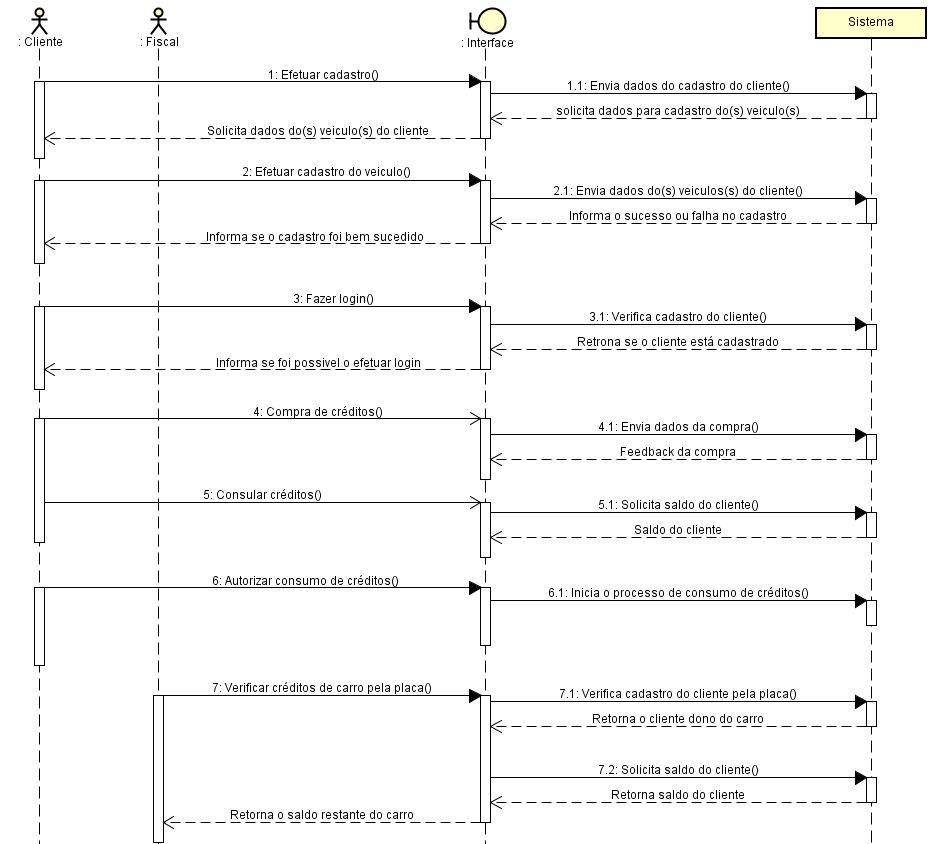 : Cliente
: Fiscal
: Interface
Sistema
1: Efetuar cadastro()
1.1: Envia dados do cadastro do cliente()
solicita dados para cadastro do(s) veiculo(s)
Solicita dados do(s) veiculo(s) do cliente
2: Efetuar cadastro do veiculo()
2.1: Envia dados do(s) veiculos(s) do cliente()
Informa o sucesso ou falha no cadastro
Informa se o cadastro foi bem sucedido
3: Fazer login()
3.1: Verifica cadastro do cliente()
Retrona se o cliente está cadastrado
Informa se foi possivel o efetuar login
4: Compra de créditos()
4.1: Envia dados da compra()
Feedback da compra
5: Consular créditos()
5.1: Solicita saldo do cliente()
Saldo do cliente
6: Autorizar consumo de créditos()
6.1: Inicia o processo de consumo de créditos()
7: Verificar créditos de carro pela placa()
7.1: Verifica cadastro do cliente pela placa()
Retorna o cliente dono do carro
7.2: Solicita saldo do cliente()
Retorna saldo do cliente
Retorna o saldo restante do carro